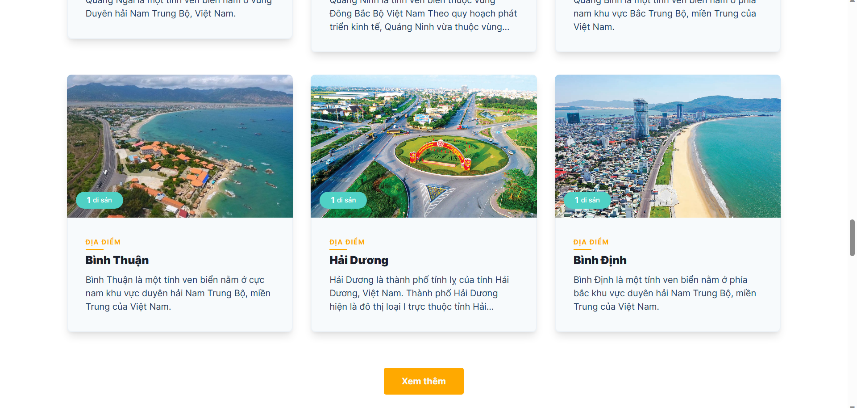 Quảng Ngãi là một tỉnh ven biển nằm ở vùng
Duyên hải Nam Trung Bộ, Việt Nam.
Quảng Ninh là tỉnh ven biển thuộc vùng
Đông Bắc Bộ Việt Nam Theo quy hoạch phát
triển kinh tế, Quảng Ninh vừa thuộc vùng...
Quảng Bình là một tỉnh ven biển nằm ở phía
nam khu vực Bắc Trung Bộ, miền Trung của
Việt Nam.
1 di sản
ĐỊA ĐIỂM
Bình Thuận
Bình Thuận là một tỉnh ven biển nằm ở cực
nam khu vực duyên hải Nam Trung Bộ, miền
Trung của Việt Nam.
1 di sản
ĐỊA ĐIỂM
Hải Dương
Hải Dương là thành phố tỉnh lỵ của tỉnh Hải
Dương, Việt Nam. Thành phố Hải Dương
hiện là đô thị loại I trực thuộc tỉnh Hải...
1 di sản
ĐỊA ĐIỂM
Bình Định
Bình Định là một tỉnh ven biển nằm ở phía
bắc khu vực duyên hải Nam Trung Bộ, miền
Trung của Việt Nam.
Xem thêm